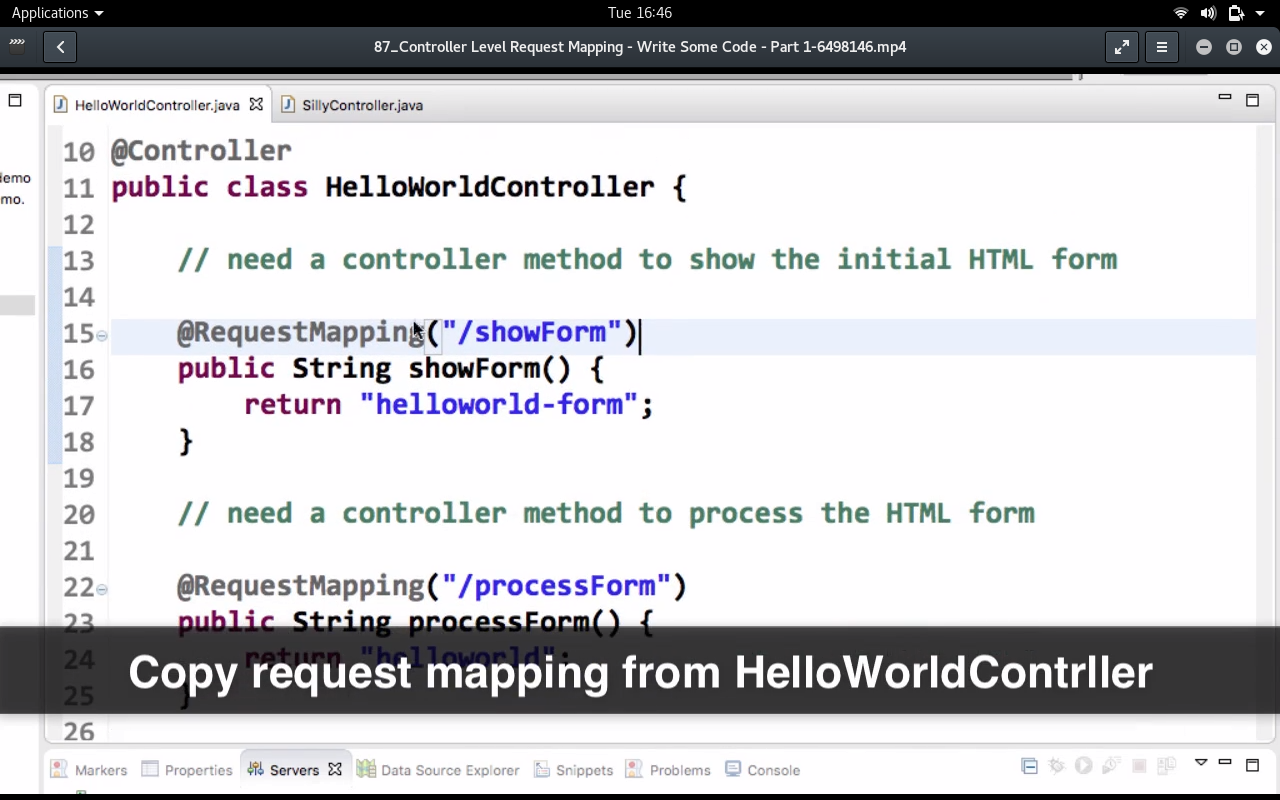 Applications
Tue 16:46
87_Controller Level Request Mapping - Write Some Code - Part 1-6498146.mp4
HelloWorldController.java
SillyController.java
demo
mo.
10 @Controller
11 public class HelloWorldController {
12
13 // need a controller method to show the initial HTML form
14
15 @RequestMapping("/showForm")
16 public String showForm() {
17 return "helloworld-form";
18 }
19
20 // need a controller method to process the HTML form
21
22 @RequestMapping("/processForm")
23 public String processForm() {
24 return "helloworld";
25 }
Copy request mapping from HelloWorldContrller
26
Markers
Properties
Servers
Data Source Explorer
Snippets
Problems
Console